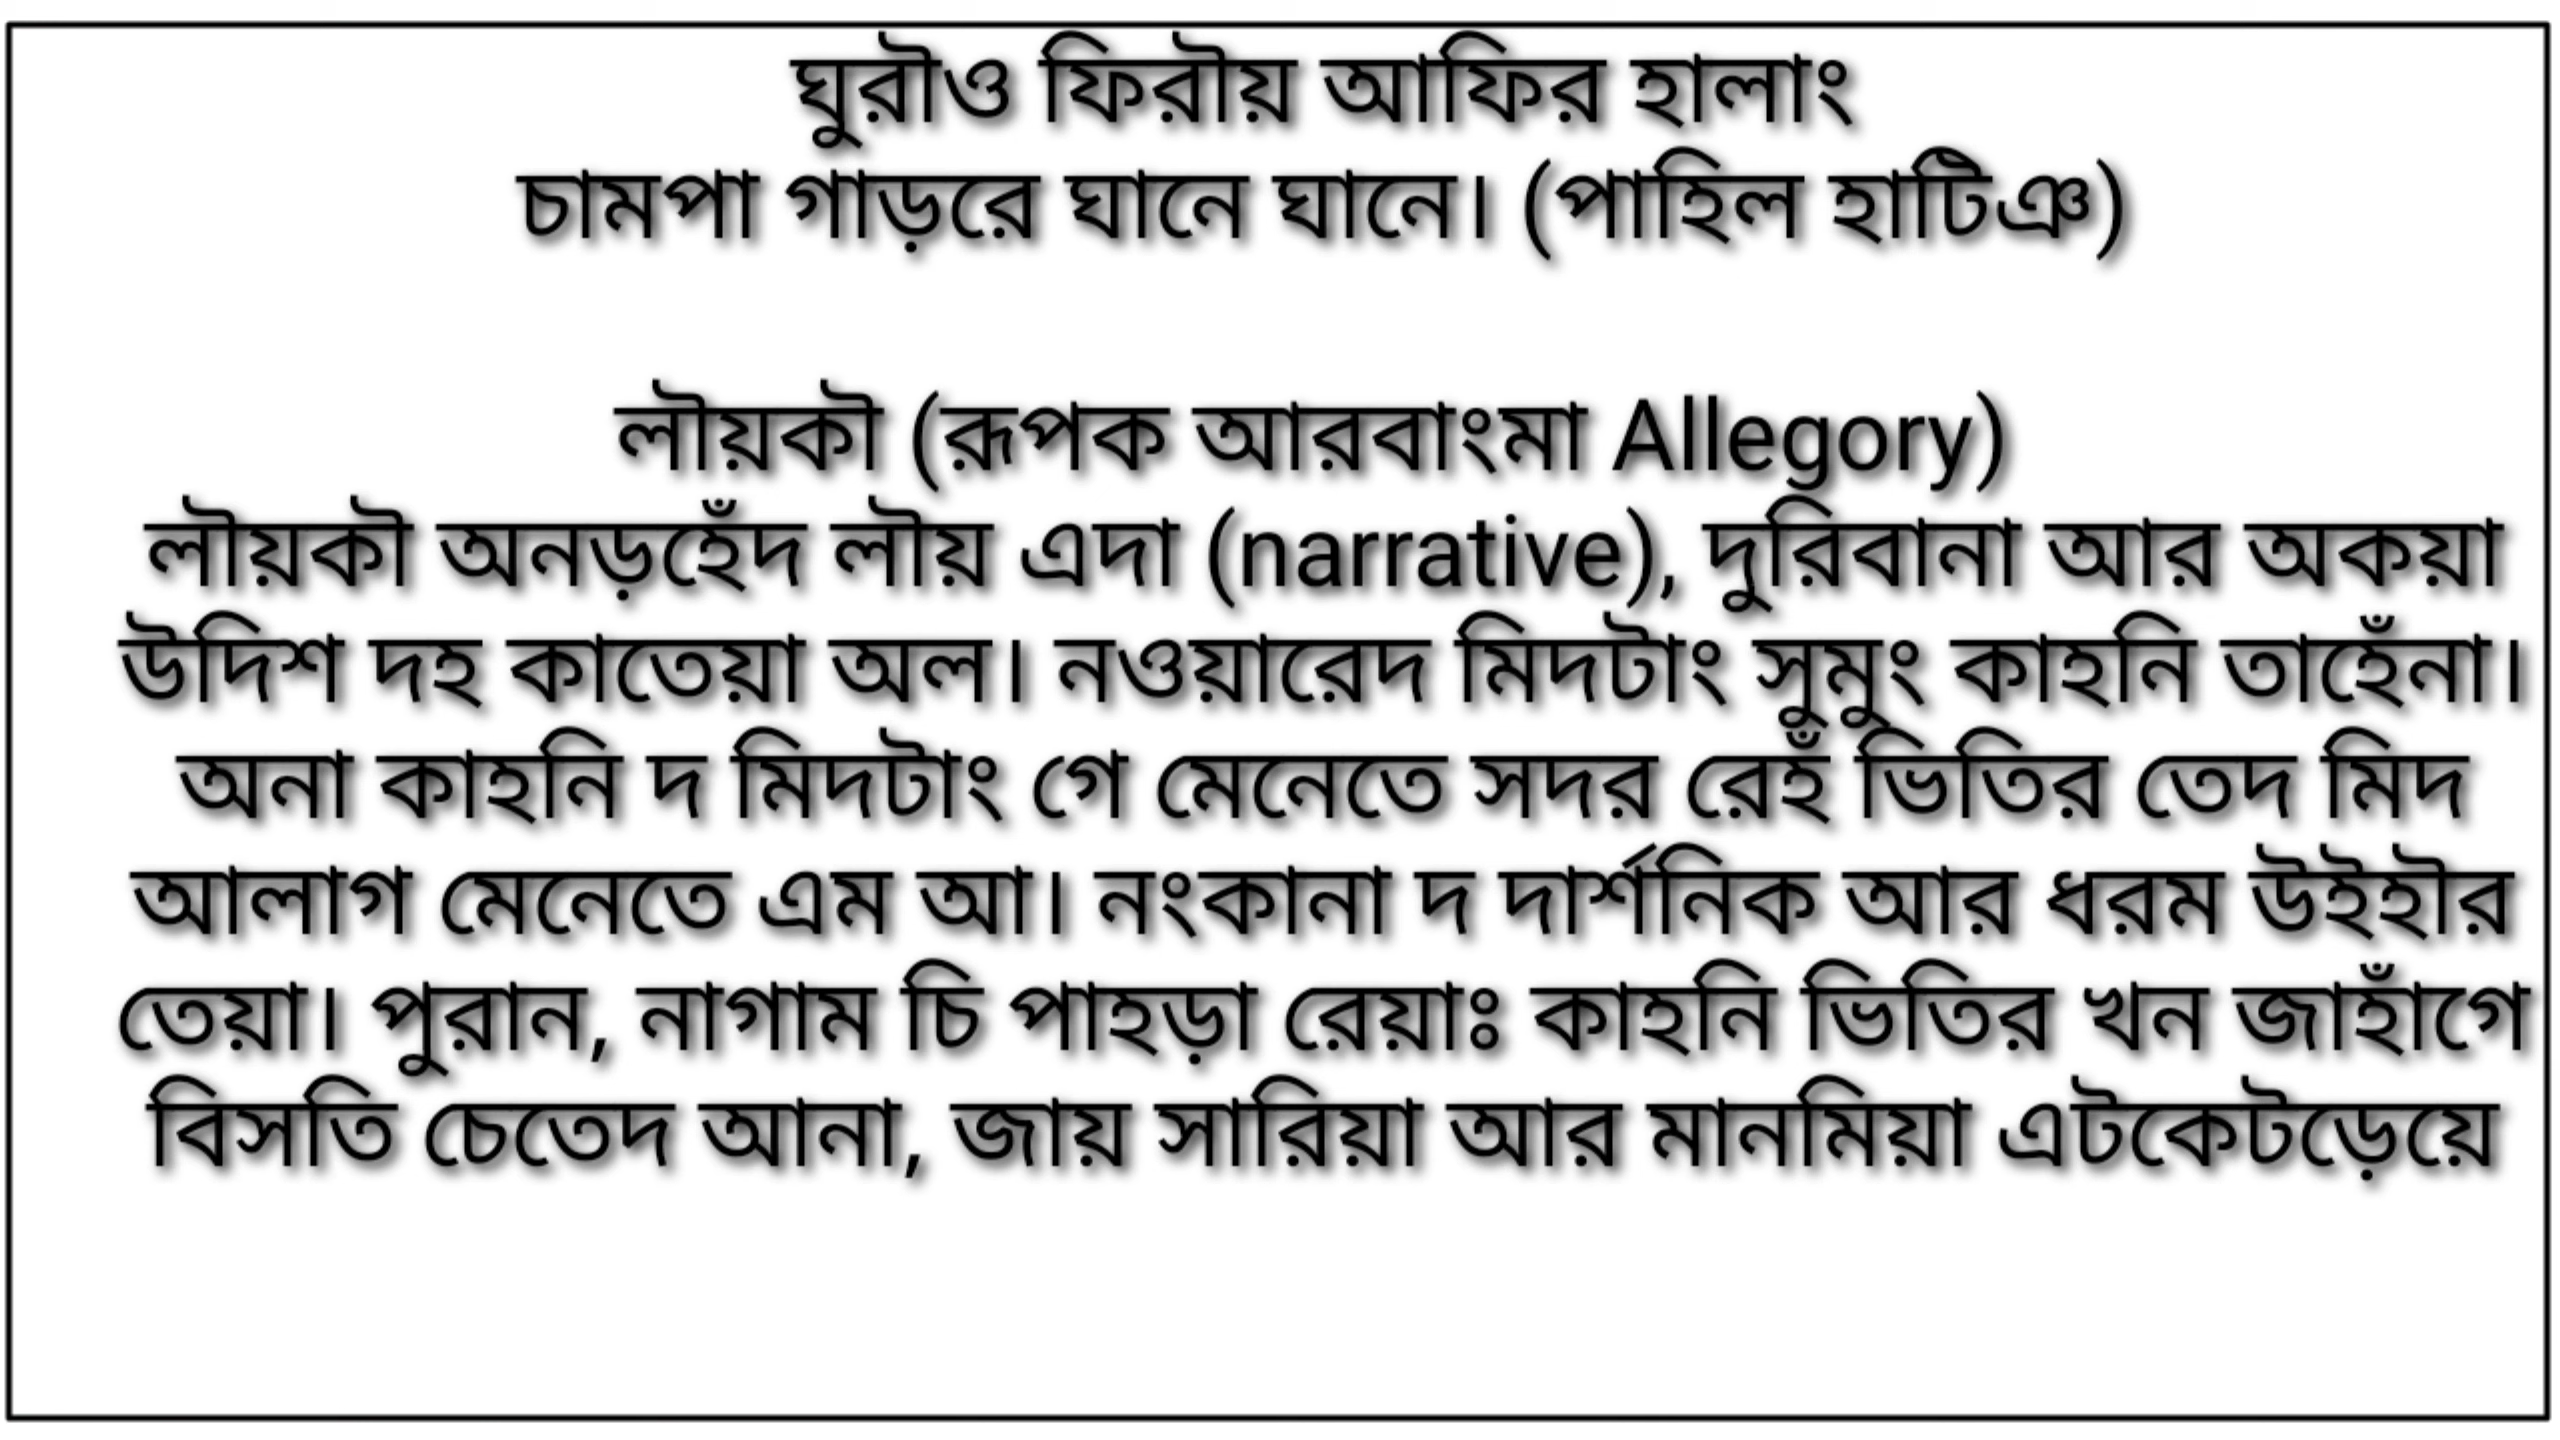 ঘুরৗও ফিরৗয় আফির হালাং
চামপা গাড়রে ঘানে ঘানে। (পাহিল হাটিঞ)
লৗয়কৗ (রূপক আরবাংমা Allegory)
লৗয়কৗ অনড়হেঁদ লৗয় এদা (narrative), দুরিবানা আর অকয়া
উদিশ দহ কাতেয়া অল। নওয়ারেদ মিদটাং সুমুং কাহনি তাহেঁনা।
অনা কাহনি দ মিদটাং গে মেনেতে সদর রেহঁ ভিতির তেদ মিদ
আলাগ মেনেতে এম আ। নংকানা দ দার্শনিক আর ধরম উইহৗর
তেয়া। পুরান, নাগাম চি পাহড়া রেয়াঃ কাহনি ভিতির খন জাহাঁগে
বিসতি চেতেদ আনা, জায় সারিয়া আর মানমিয়া এটকেটড়েয়ে